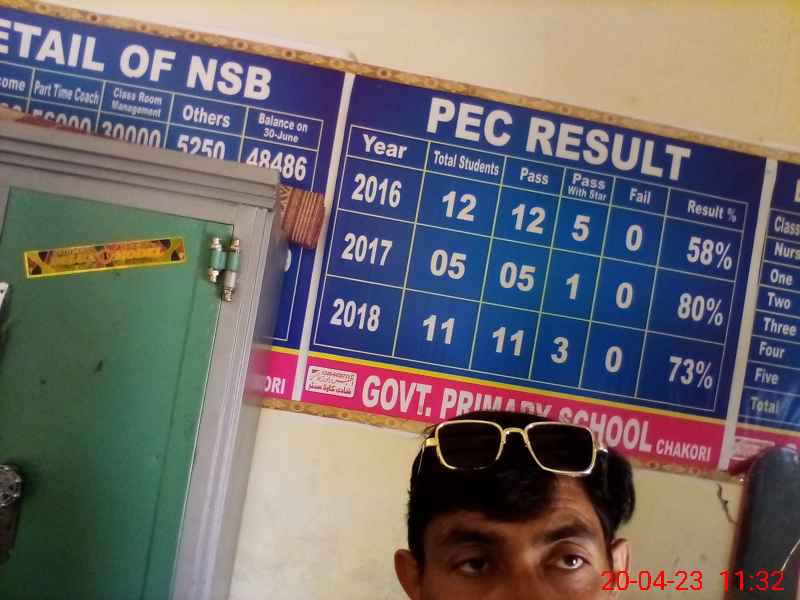 ETAIL OF NSB
ome Part Time Coach Class Room Management Others Balance on 30-June
56000 30000 5250 48486
ORI
PEC RESULT
Year Total Students Pass Pass With Star Fail Result %
2016 12 12 5 0 58%
2017 05 05 1 0 80%
2018 11 11 3 0 73%
GOVT. PRIMARY SCHOOL CHAKORI
Class
Nurs
One
Two
Three
Four
Five
Total
20-04-23 11:32